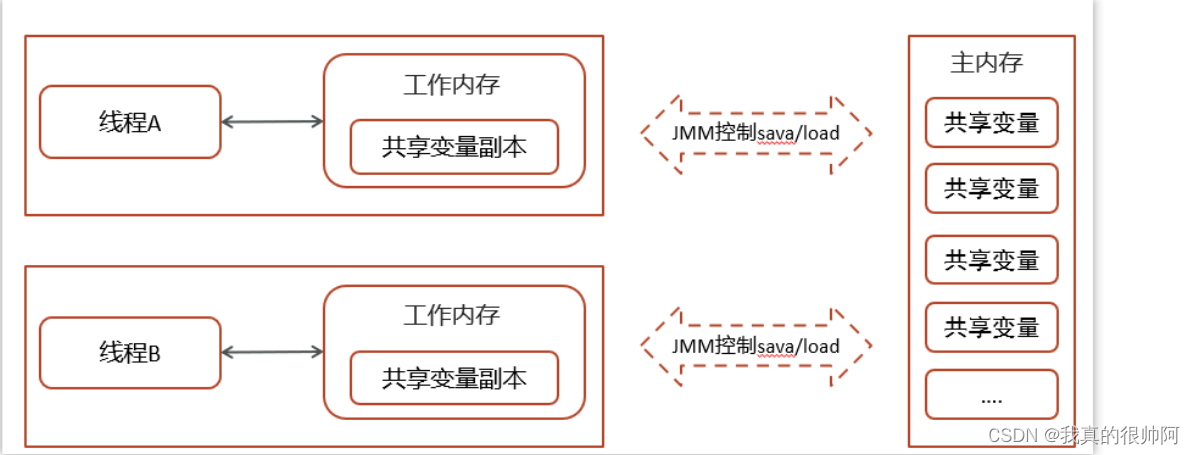 工作内存
线程A
共享变量副本
JMM控制sava/load
工作内存
线程B
共享变量副本
JMM控制sava/load
主内存
共享变量
共享变量
共享变量
共享变量
....
CSDN @我真的很帅阿